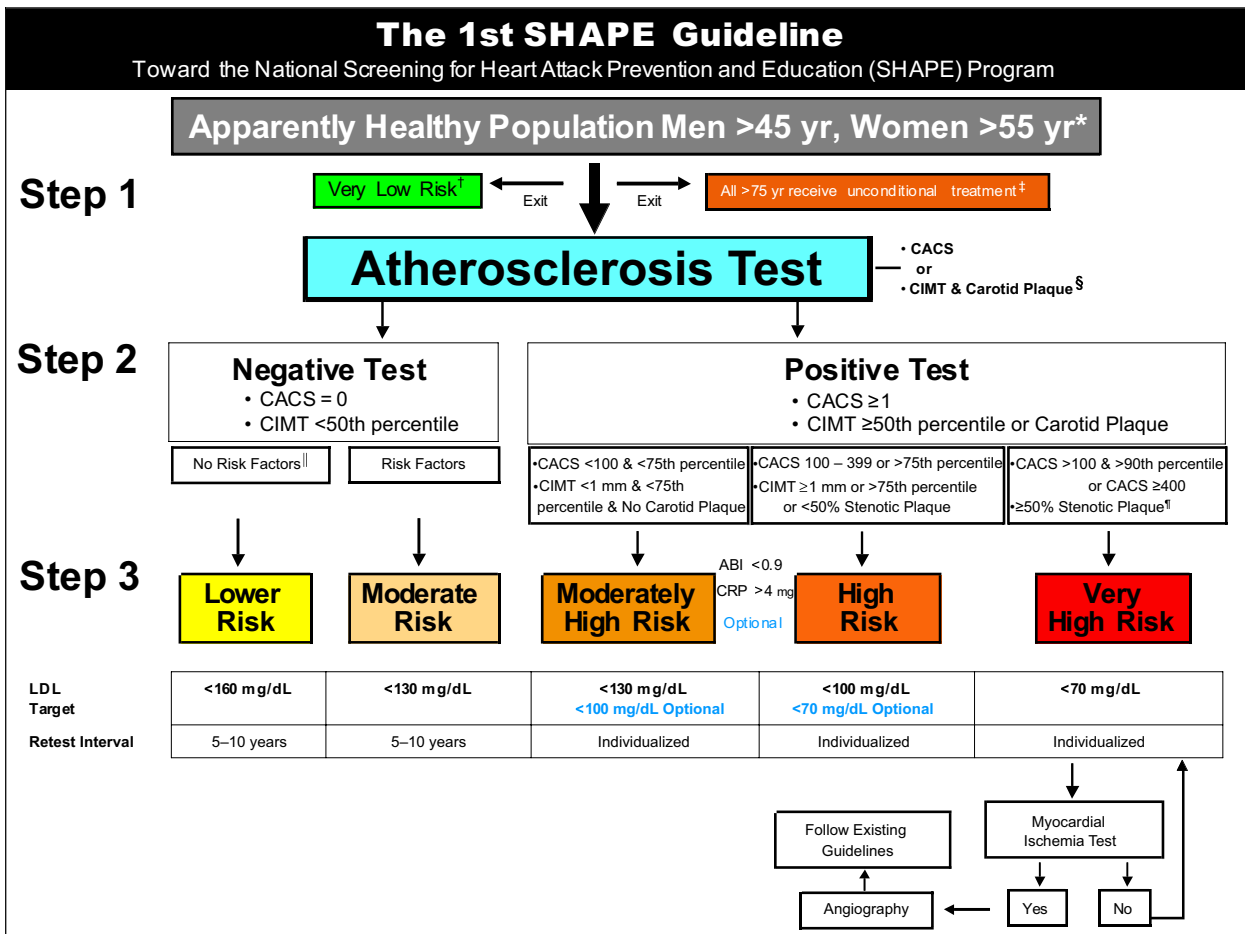 The 1st SHAPE Guideline
Toward the National Screening for Heart Attack Prevention and Education (SHAPE) Program
Apparently Healthy Population Men >45 yr, Women >55 yr*
Step 1
Very Low Risk†
Exit
Exit
All >75 yr receive unconditional treatment‡
Atherosclerosis Test
• CACS
or
• CIMT & Carotid Plaque§
Step 2
Negative Test
• CACS = 0
• CIMT <50th percentile
Positive Test
• CACS ≥1
• CIMT ≥50th percentile or Carotid Plaque
No Risk Factors||
Risk Factors
•CACS <100 & <75th percentile
•CIMT <1 mm & <75th
percentile & No Carotid Plaque
•CACS 100 – 399 or >75th percentile
•CIMT ≥1 mm or >75th percentile
or <50% Stenotic Plaque
•CACS >100 & >90th percentile
or CACS ≥400
•≥50% Stenotic Plaque¶
Step 3
Lower
Risk
Moderate
Risk
Moderately
High Risk
ABI <0.9
CRP >4 mg
Optional
High
Risk
Very
High Risk
LDL
Target
<160 mg/dL
<130 mg/dL
<130 mg/dL
<100 mg/dL Optional
<100 mg/dL
<70 mg/dL Optional
<70 mg/dL
Retest Interval
5–10 years
5–10 years
Individualized
Individualized
Individualized
Myocardial
Ischemia Test
Follow Existing
Guidelines
Angiography
Yes
No